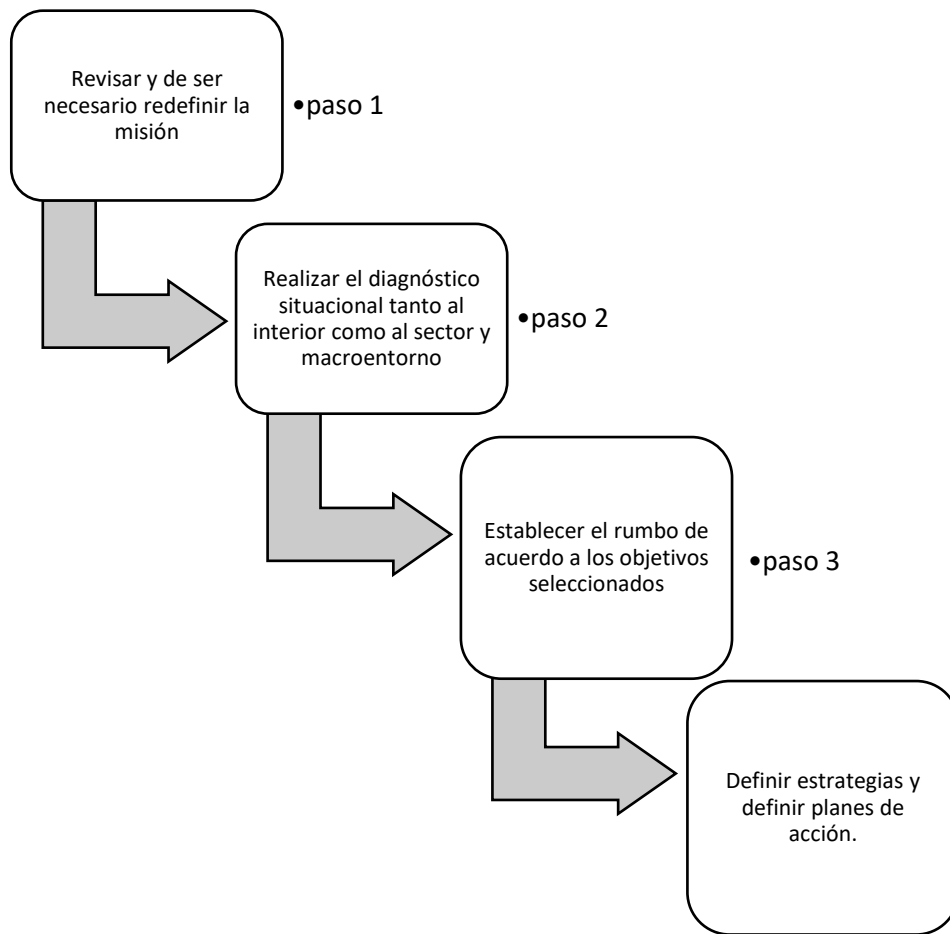 Revisar y de ser
necesario redefinir la
misión
•paso 1
Realizar el diagnóstico
situacional tanto al
interior como al sector y
macroentorno
•paso 2
Establecer el rumbo de
acuerdo a los objetivos
seleccionados
•paso 3
Definir estrategias y
definir planes de
acción.